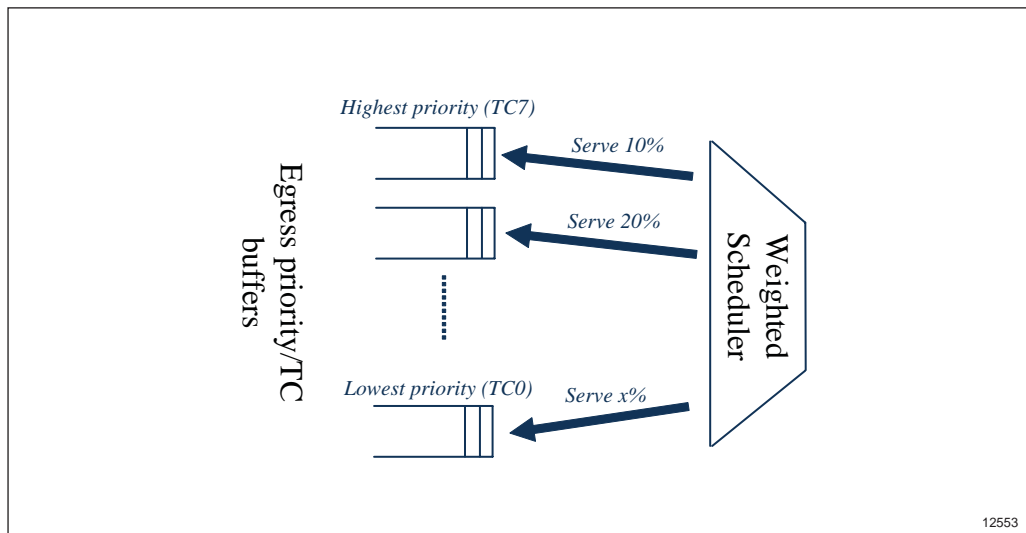 Highest priority (TC7)
Serve 10%
Serve 20%
Egress priority/TC
buffers
Weighted
Scheduler
Lowest priority (TC0)
Serve x%
12553